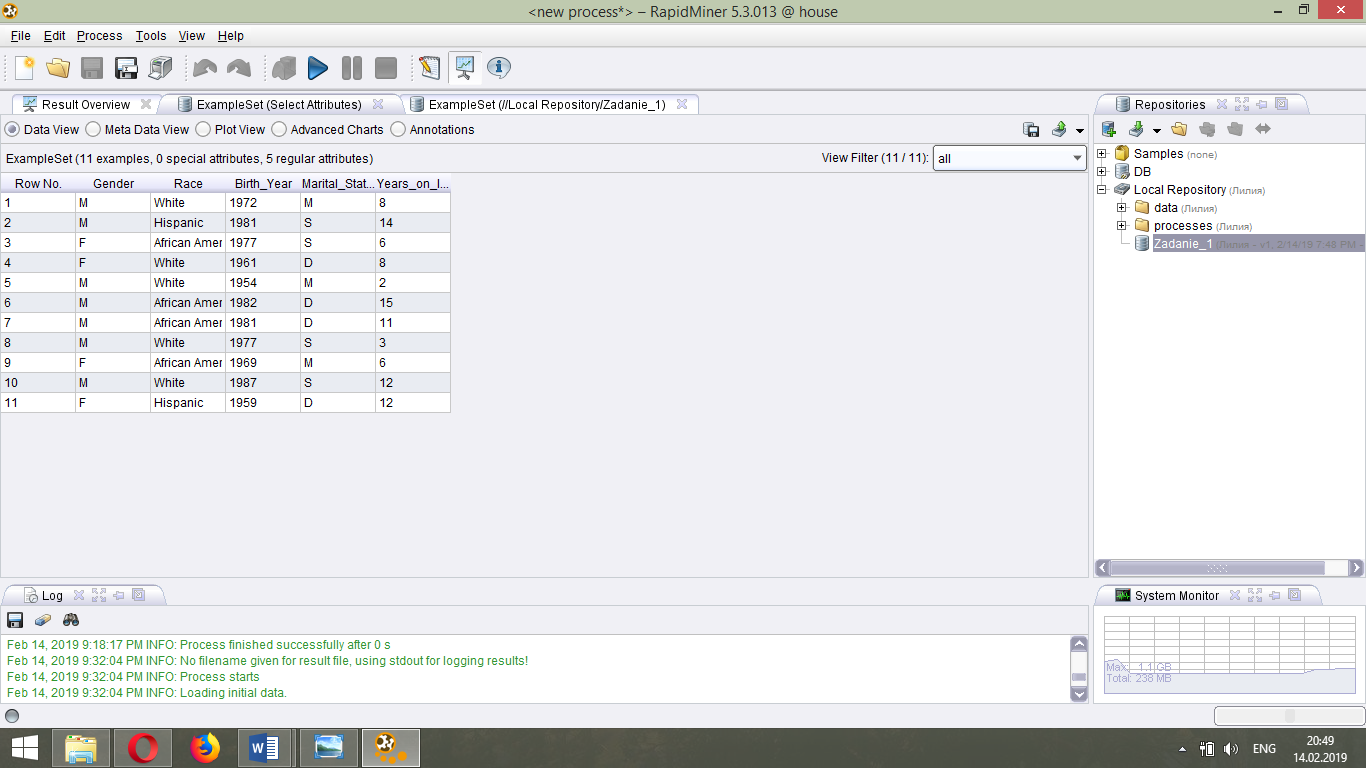 <new process*> – RapidMiner 5.3.013 @ house
File Edit Process Tools View Help
Result Overview ExampleSet (Select Attributes) ExampleSet (//Local Repository/Zadanie_1)
Data View Meta Data View Plot View Advanced Charts Annotations
ExampleSet (11 examples, 0 special attributes, 5 regular attributes) View Filter (11 / 11): all
Row No. Gender Race Birth_Year Marital_Stat... Years_on_I...
1 M White 1972 M 8
2 M Hispanic 1981 S 14
3 F African Amer 1977 S 6
4 F White 1961 D 8
5 M White 1954 M 2
6 M African Amer 1982 D 15
7 M African Amer 1981 D 11
8 M White 1977 S 3
9 F African Amer 1969 M 6
10 M White 1987 S 12
11 F Hispanic 1959 D 12
Repositories
Samples (none)
DB
Local Repository (Лилия)
data (Лилия)
processes (Лилия)
Zadanie_1 (Лилия - v1, 2/14/19 7:48 PM -
Log
Feb 14, 2019 9:18:17 PM INFO: Process finished successfully after 0 s
Feb 14, 2019 9:32:04 PM INFO: No filename given for result file, using stdout for logging results!
Feb 14, 2019 9:32:04 PM INFO: Process starts
Feb 14, 2019 9:32:04 PM INFO: Loading initial data.
System Monitor
Max: 1.1 GB
Total: 238 MB
ENG
20:49
14.02.2019